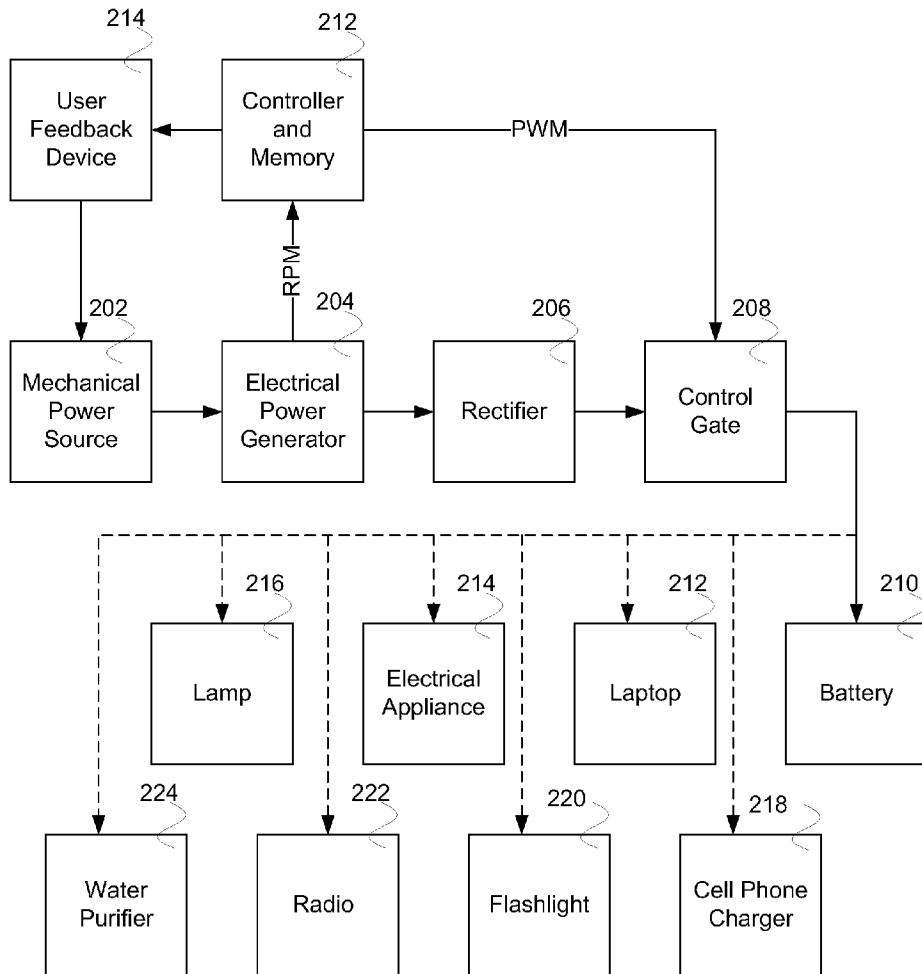 214
212
User
Feedback
Device
Controller
and
Memory
PWM
RPM
202
204
206
208
Mechanical
Power
Source
Electrical
Power
Generator
Rectifier
Control
Gate
216
214
212
210
Lamp
Electrical
Appliance
Laptop
Battery
224
222
220
218
Water
Purifier
Radio
Flashlight
Cell Phone
Charger